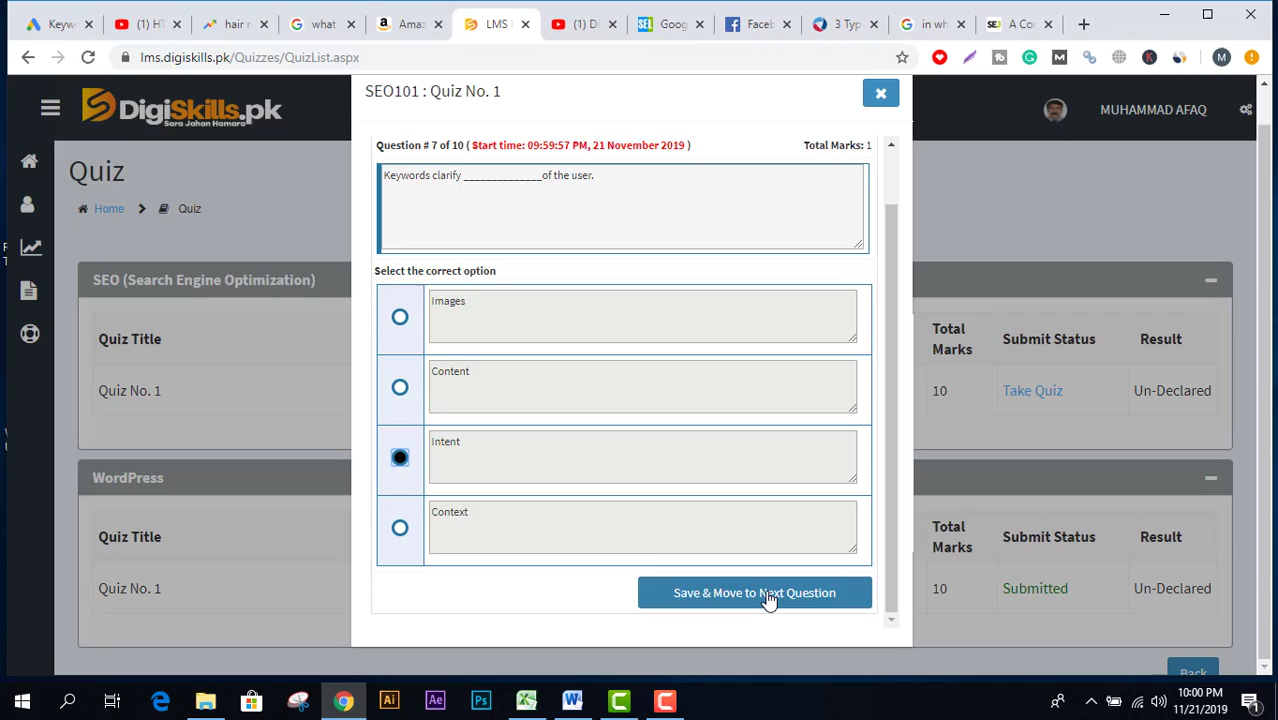 Keyw
(1) HT
hair r
what
Amaz
LMS
(1) D
Goog
Faceb
3 Typ
in wh
A Co
lms.digiskills.pk/Quizzes/QuizList.aspx
M
DigiSkills.pk
Sara Jahan Hamara
MUHAMMAD AFAQ
SEO101 : Quiz No. 1
Quiz
Home Quiz
Question # 7 of 10 ( Start time: 09:59:57 PM, 21 November 2019 ) Total Marks: 1
Keywords clarify ______________of the user.
Select the correct option
Images
Content
Intent
Context
Save & Move to Next Question
SEO (Search Engine Optimization)
Quiz Title Total Marks Submit Status Result
Quiz No. 1 10 Take Quiz Un-Declared
WordPress
Quiz Title Total Marks Submit Status Result
Quiz No. 1 10 Submitted Un-Declared
Back
10:00 PM
11/21/2019